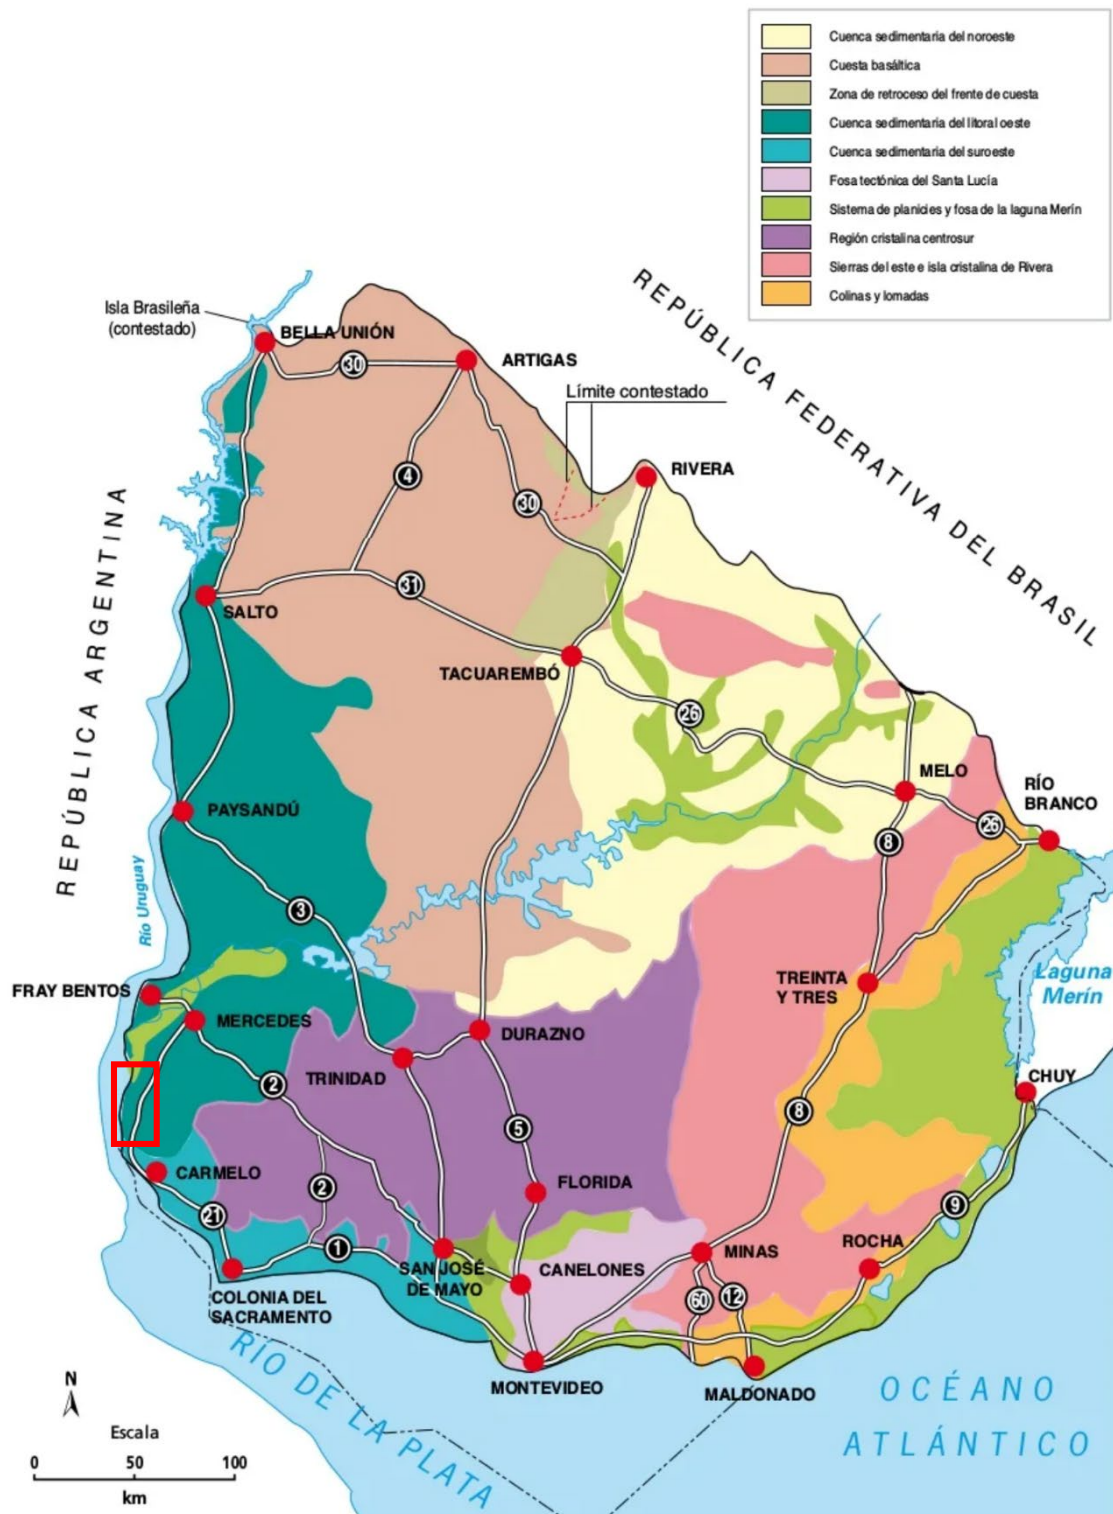 Cuenca sedimentaria del noroeste
Cuesta basáltica
Zona de retroceso del frente de cuesta
Cuenca sedimentaria del litoral oeste
Cuenca sedimentaria del suroeste
Fosa tectónica del Santa Lucía
Sistema de planicies y fosa de la laguna Merín
Región cristalina centrosur
Sierras del este e isla cristalina de Rivera
Colinas y lomadas
REPÚBLICA FEDERATIVA DEL BRASIL
Isla Brasileña
(contestado)
BELLA UNIÓN
30
ARTIGAS
Límite contestado
4
RIVERA
30
REPÚBLICA ARGENTINA
31
SALTO
TACUAREMBÓ
26
MELO
RÍO
BRANCO
PAYSANDÚ
26
8
3
Río Uruguay
FRAY BENTOS
TREINTA
Y TRES
Laguna
Merín
MERCEDES
DURAZNO
TRINIDAD
2
CHUY
8
5
CARMELO
2
FLORIDA
21
9
1
MINAS
ROCHA
SAN JOSÉ
DE MAYO
CANELONES
60
12
COLONIA DEL
SACRAMENTO
RÍO DE LA PLATA
MONTEVIDEO
MALDONADO
OCÉANO
ATLÁNTICO
N
Escala
0 50 100
km